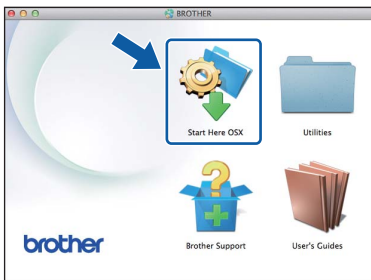 BROTHER
Start Here OSX
Utilities
Brother Support
User's Guides
brother